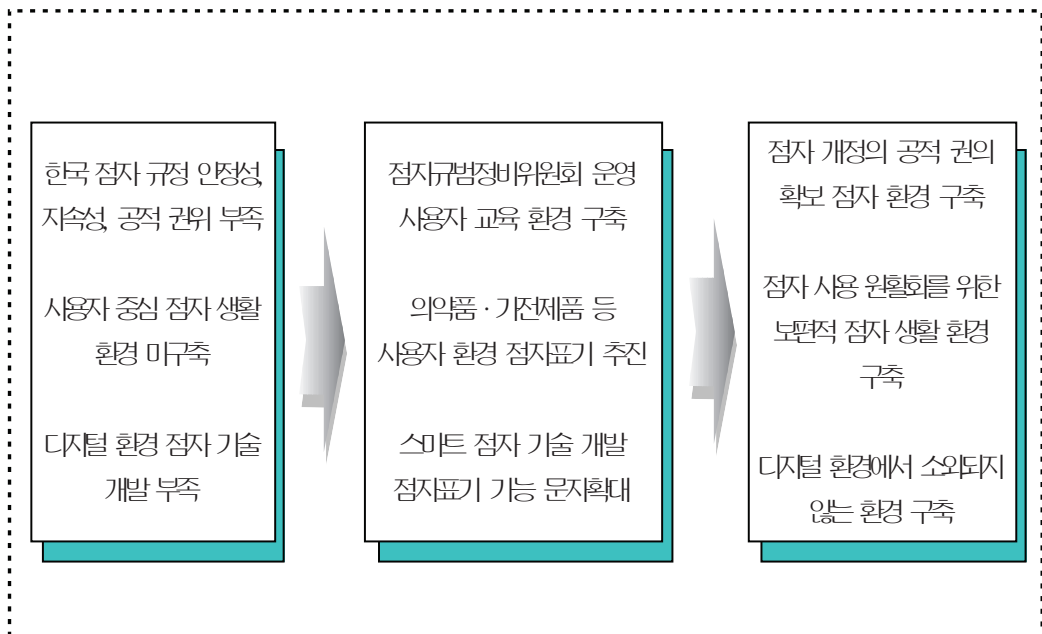 한국 점자 규정 안정성,
지속성, 공적 권위 부족
사용자 중심 점자 생활
환경 미구축
디지털 환경 점자 기술
개발 부족
점자규범정비위원회 운영
사용자 교육 환경 구축
의약품 · 가전제품 등
사용자 환경 점자표기 추진
스마트 점자 기술 개발
점자표기 가능 문자확대
점자 개정의 공적 권의
확보 점자 환경 구축
점자 사용 원활화를 위한
보편적 점자 생활 환경
구축
디지털 환경에서 소외되지
않는 환경 구축